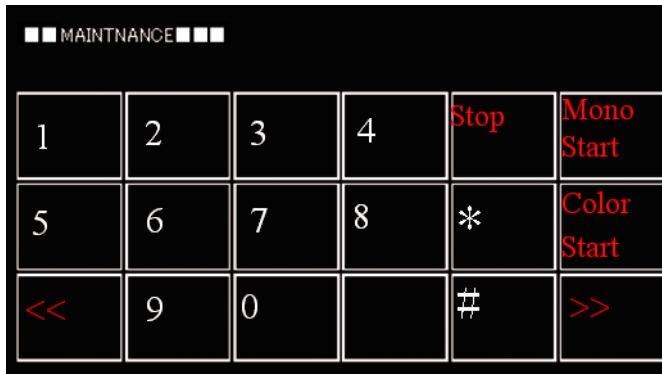 ■■ MAINTNANCE■■■
1 2 3 4 Stop Mono Start
5 6 7 8 * Color Start
<< 9 0 # >>